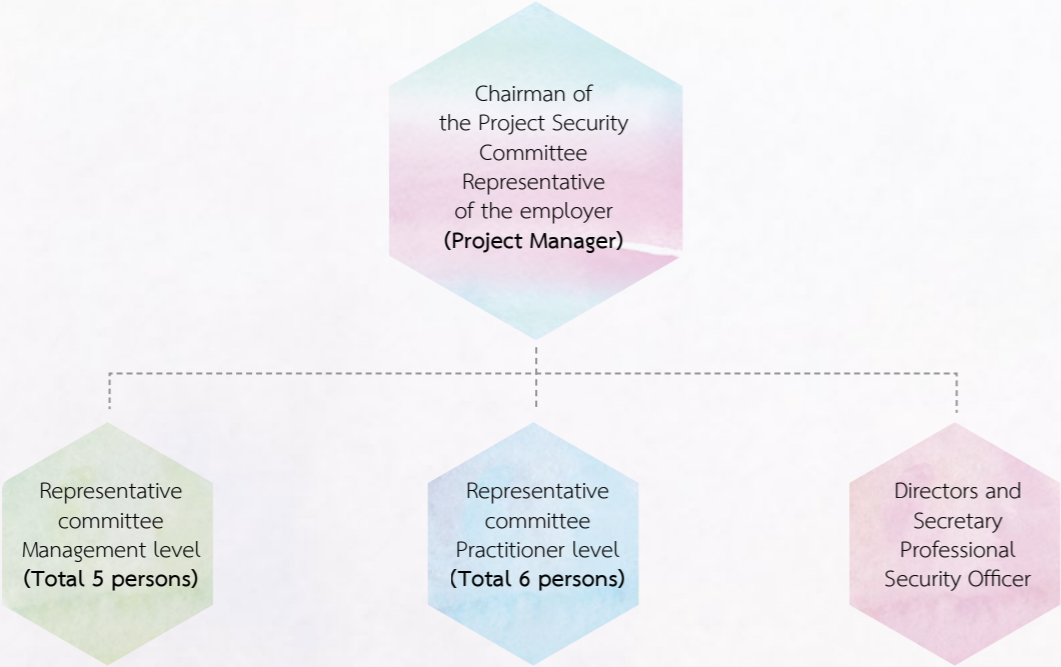 Chairman of
the Project Security
Committee
Representative
of the employer
(Project Manager)
Representative
committee
Management level
(Total 5 persons)
Representative
committee
Practitioner level
(Total 6 persons)
Directors and
Secretary
Professional
Security Officer